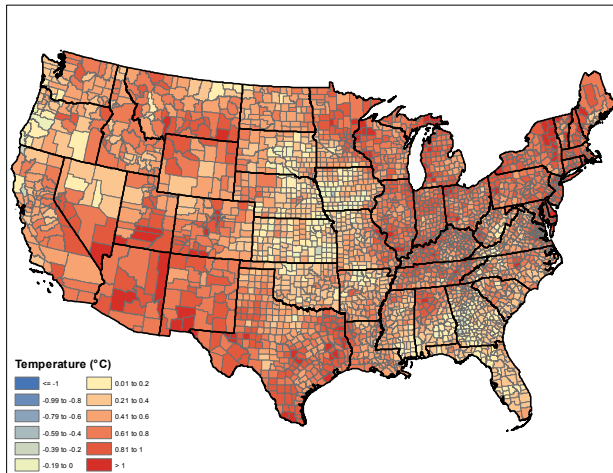 Temperature (°C)
<= -1
-0.99 to -0.8
-0.79 to -0.6
-0.59 to -0.4
-0.39 to -0.2
-0.19 to 0
0.01 to 0.2
0.21 to 0.4
0.41 to 0.6
0.61 to 0.8
0.81 to 1
> 1